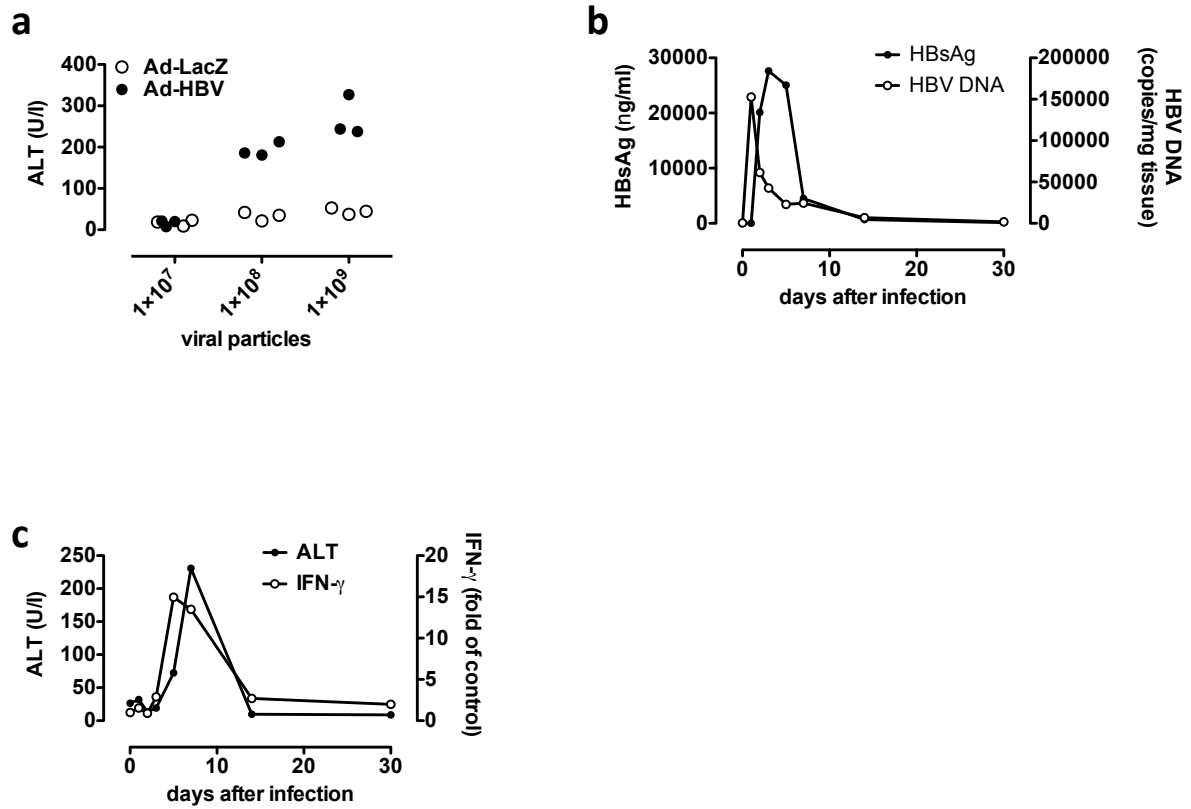 a
Ad-LacZ
Ad-HBV
400
300
200
100
0
ALT (U/l)
1×10⁷
1×10⁸
1×10⁹
viral particles
b
HBsAg
HBV DNA
30000
20000
10000
0
HBsAg (ng/ml)
200000
150000
100000
50000
0
HBV DNA
(copies/mg tissue)
0 10 20 30
days after infection
c
ALT
IFN-γ
250
200
150
100
50
0
ALT (U/l)
20
15
10
5
0
IFN-γ (fold of control)
0 10 20 30
days after infection